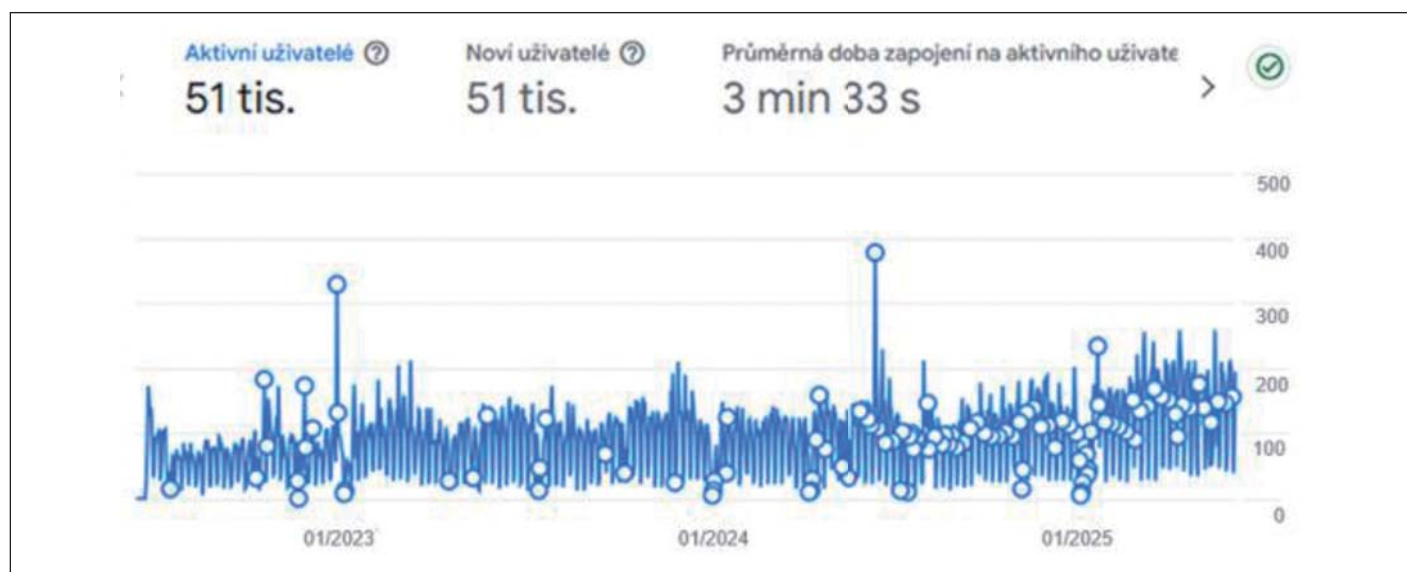 Aktivní uživatelé Noví uživatelé Průměrná doba zapojení na aktivního uživate
51 tis. 51 tis. 3 min 33 s
500
400
300
200
100
0
01/2023 01/2024 01/2025